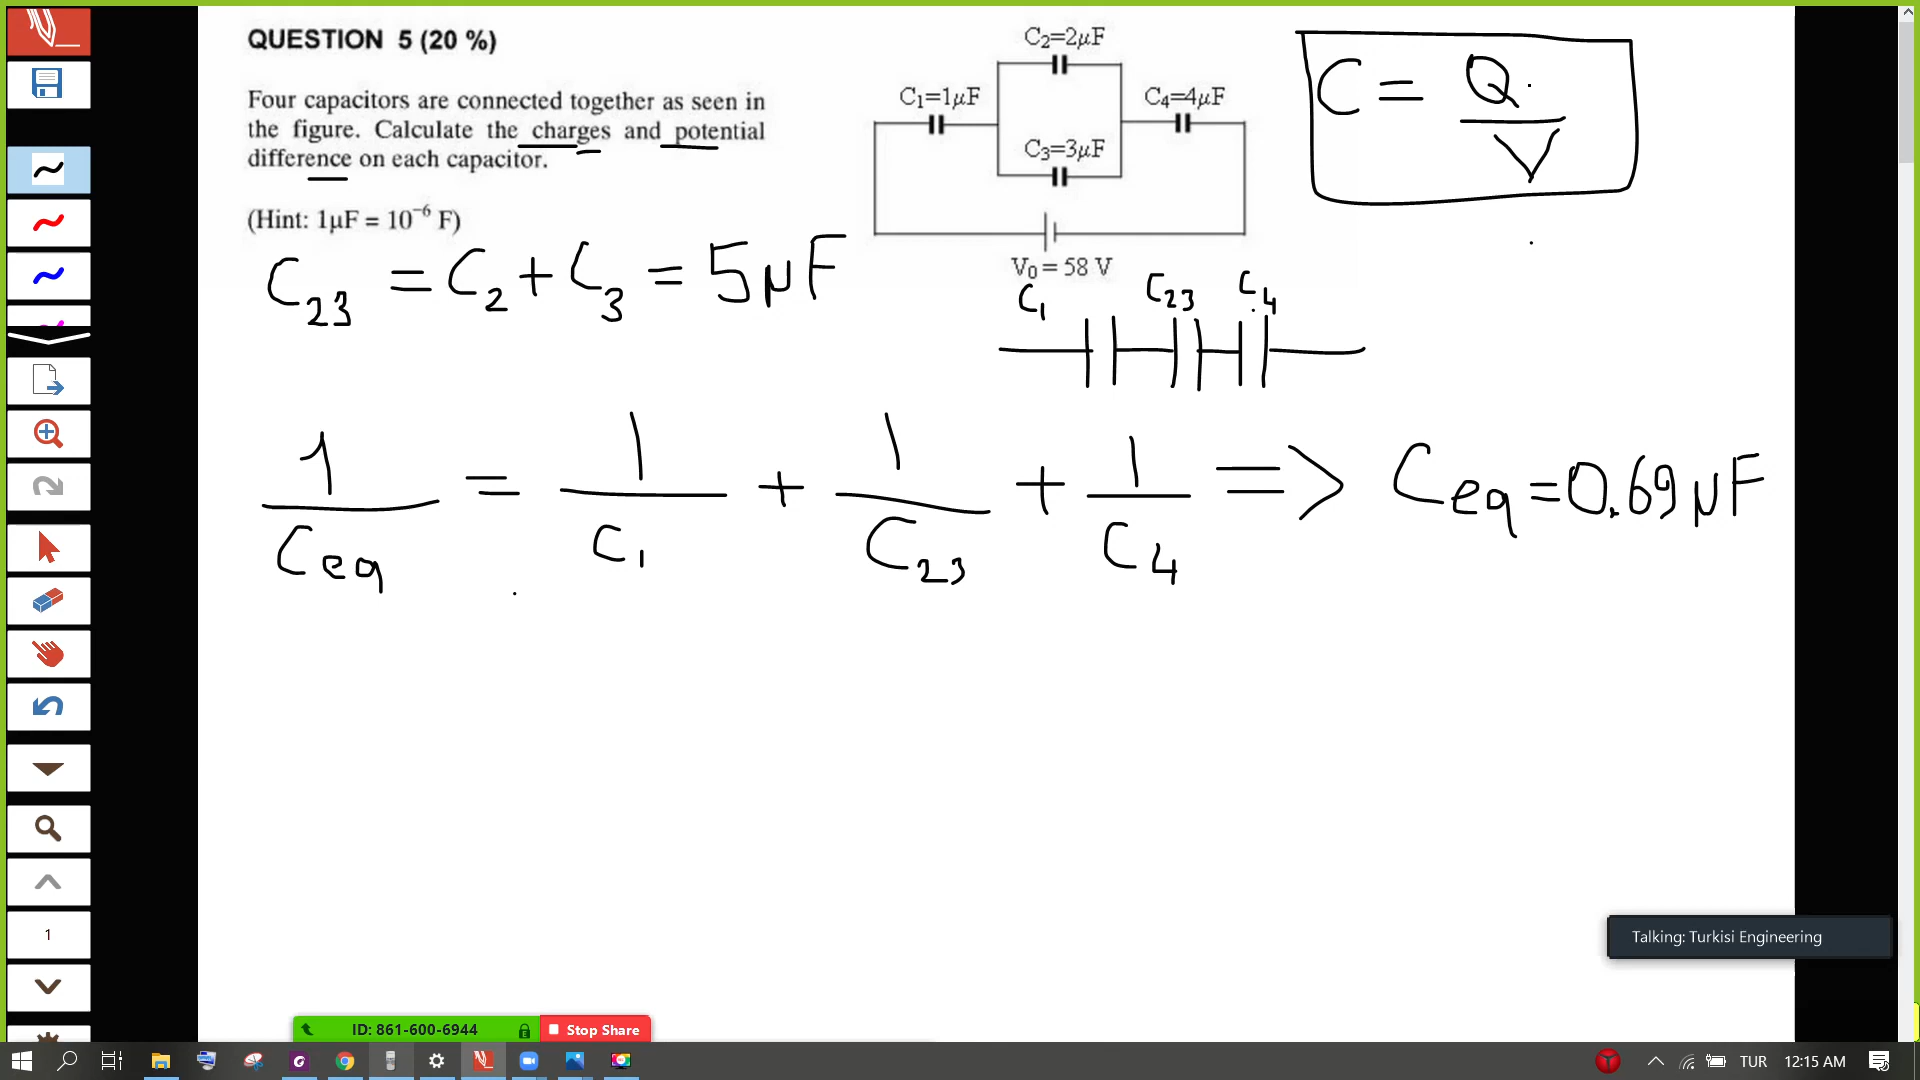 QUESTION 5 (20 %)
Four capacitors are connected together as seen in
the figure. Calculate the charges and potential
difference on each capacitor.
(Hint: 1μF = 10⁻⁶ F)
C₂=2μF
C₁=1μF
C₄=4μF
C₃=3μF
V₀ = 58 V
C = Q / V
C₂₃ = C₂ + C₃ = 5 μF
C₁ C₂₃ C₄
1/Ceq = 1/C₁ + 1/C₂₃ + 1/C₄ => Ceq = 0.69 μF
1
Talking: Turkisi Engineering
ID: 861-600-6944
Stop Share
TUR
12:15 AM